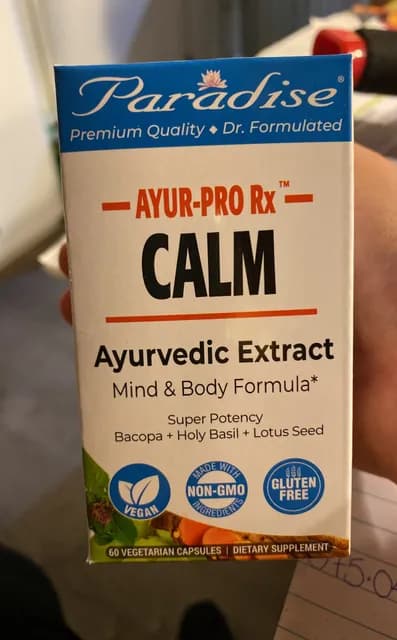 Paradise®
Premium Quality ♦ Dr. Formulated
AYUR-PRO Rx™
CALM
Ayurvedic Extract
Mind & Body Formula*
Super Potency
Bacopa + Holy Basil + Lotus Seed
VEGAN
MADE WITH
NON-GMO
INGREDIENTS
GLUTEN
FREE
60 VEGETARIAN CAPSULES | DIETARY SUPPLEMENT